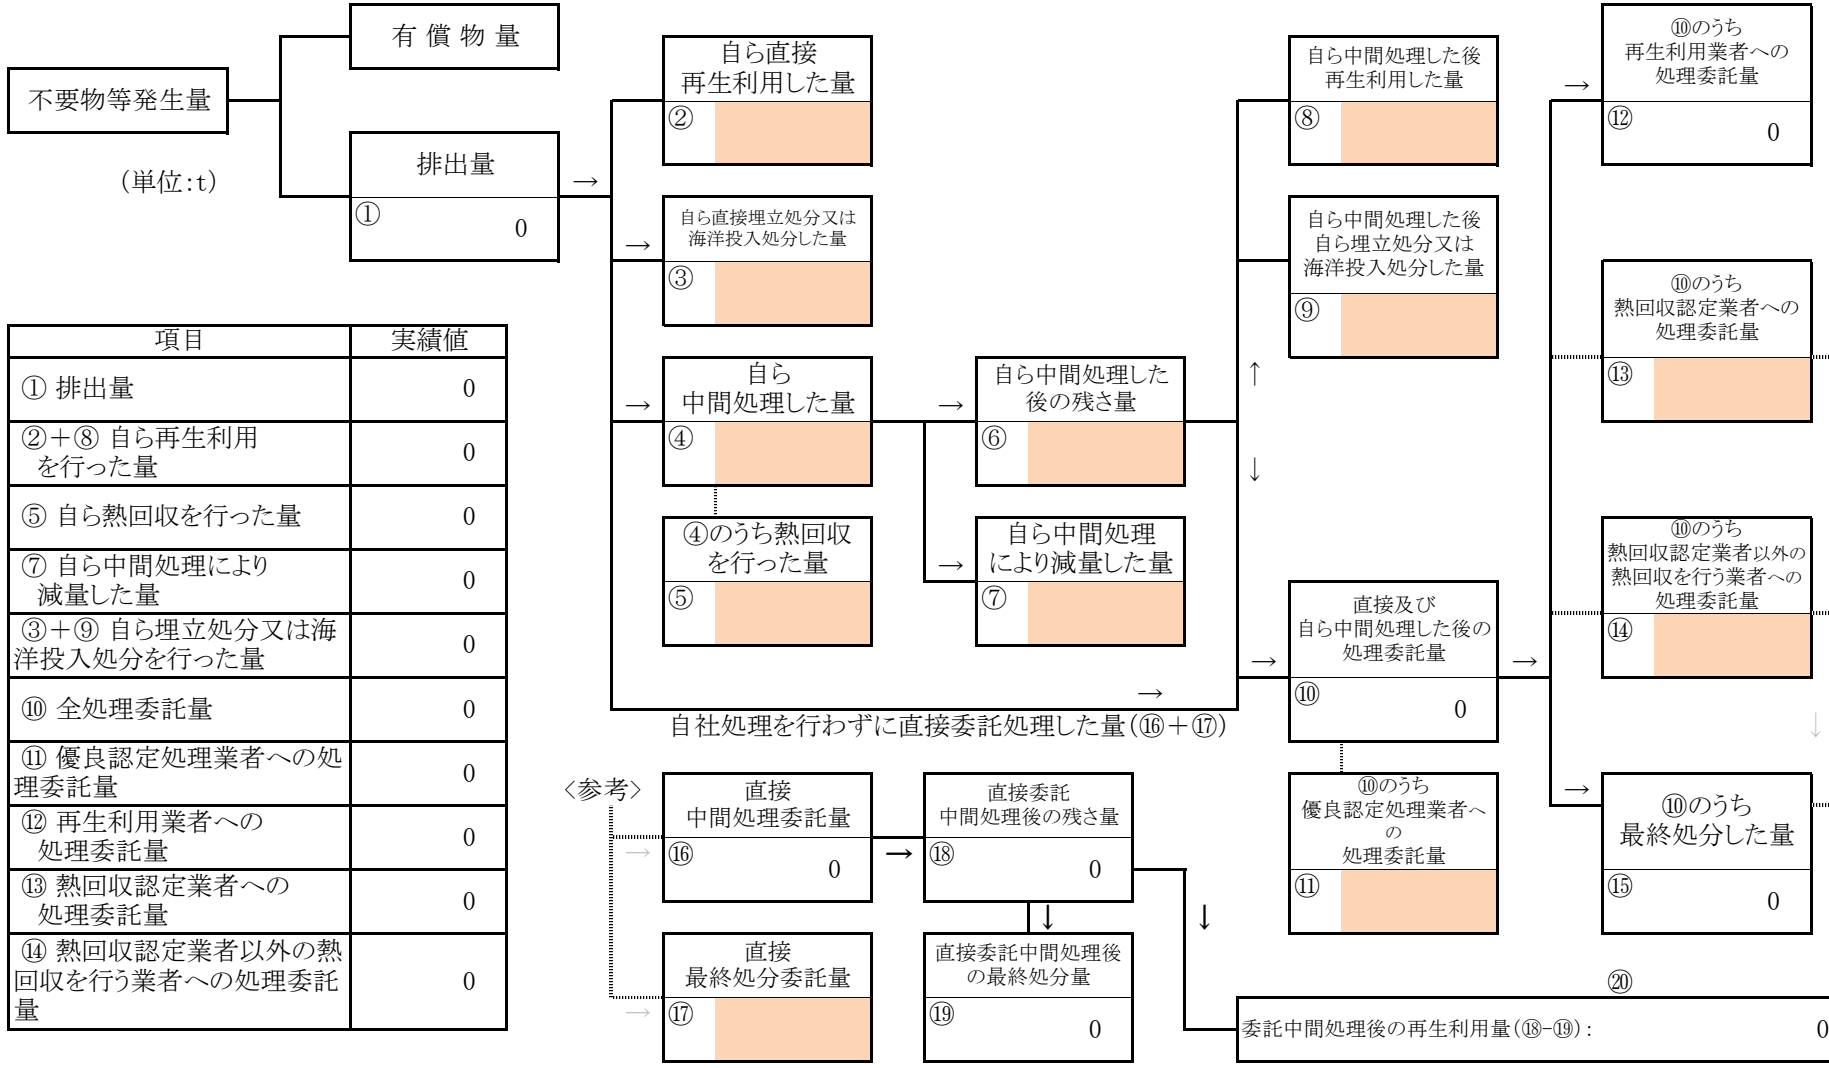 有 償 物 量
不要物等発生量
(単位:t)
排出量
①
0
→
自ら直接
再生利用した量
②
→
自ら直接埋立処分又は
海洋投入処分した量
③
→
自ら
中間処理した量
④
④のうち熱回収
を行った量
⑤
→
自ら中間処理した
後の残さ量
⑥
→
自ら中間処理
により減量した量
⑦
自ら中間処理した後
再生利用した量
⑧
自ら中間処理した後
自ら埋立処分又は
海洋投入処分した量
⑨
↑
↓
→
直接及び
自ら中間処理した後の
処理委託量
⑩
0
→
自社処理を行わずに直接委託処理した量(⑯+⑰)
⑩のうち
優良認定処理業者へ
の
処理委託量
⑪
→
→
⑩のうち
再生利用業者への
処理委託量
⑫
0
⑩のうち
熱回収認定業者への
処理委託量
⑬
⑩のうち
熱回収認定業者以外の
熱回収を行う業者への
処理委託量
⑭
↓
→
⑩のうち
最終処分した量
⑮
0
項目
実績値
① 排出量
0
②+⑧ 自ら再生利用
を行った量
0
⑤ 自ら熱回収を行った量
0
⑦ 自ら中間処理により
減量した量
0
③+⑨ 自ら埋立処分又は海
洋投入処分を行った量
0
⑩ 全処理委託量
0
⑪ 優良認定処理業者への処
理委託量
0
⑫ 再生利用業者への
処理委託量
0
⑬ 熱回収認定業者への
処理委託量
0
⑭ 熱回収認定業者以外の熱
回収を行う業者への処理委託
量
0
<参考>
→
直接
中間処理委託量
⑯
0
→
直接委託
中間処理後の残さ量
⑱
0
↓
↓
→
直接
最終処分委託量
⑰
直接委託中間処理後
の最終処分量
⑲
0
⑳
委託中間処理後の再生利用量(⑱-⑲):
0